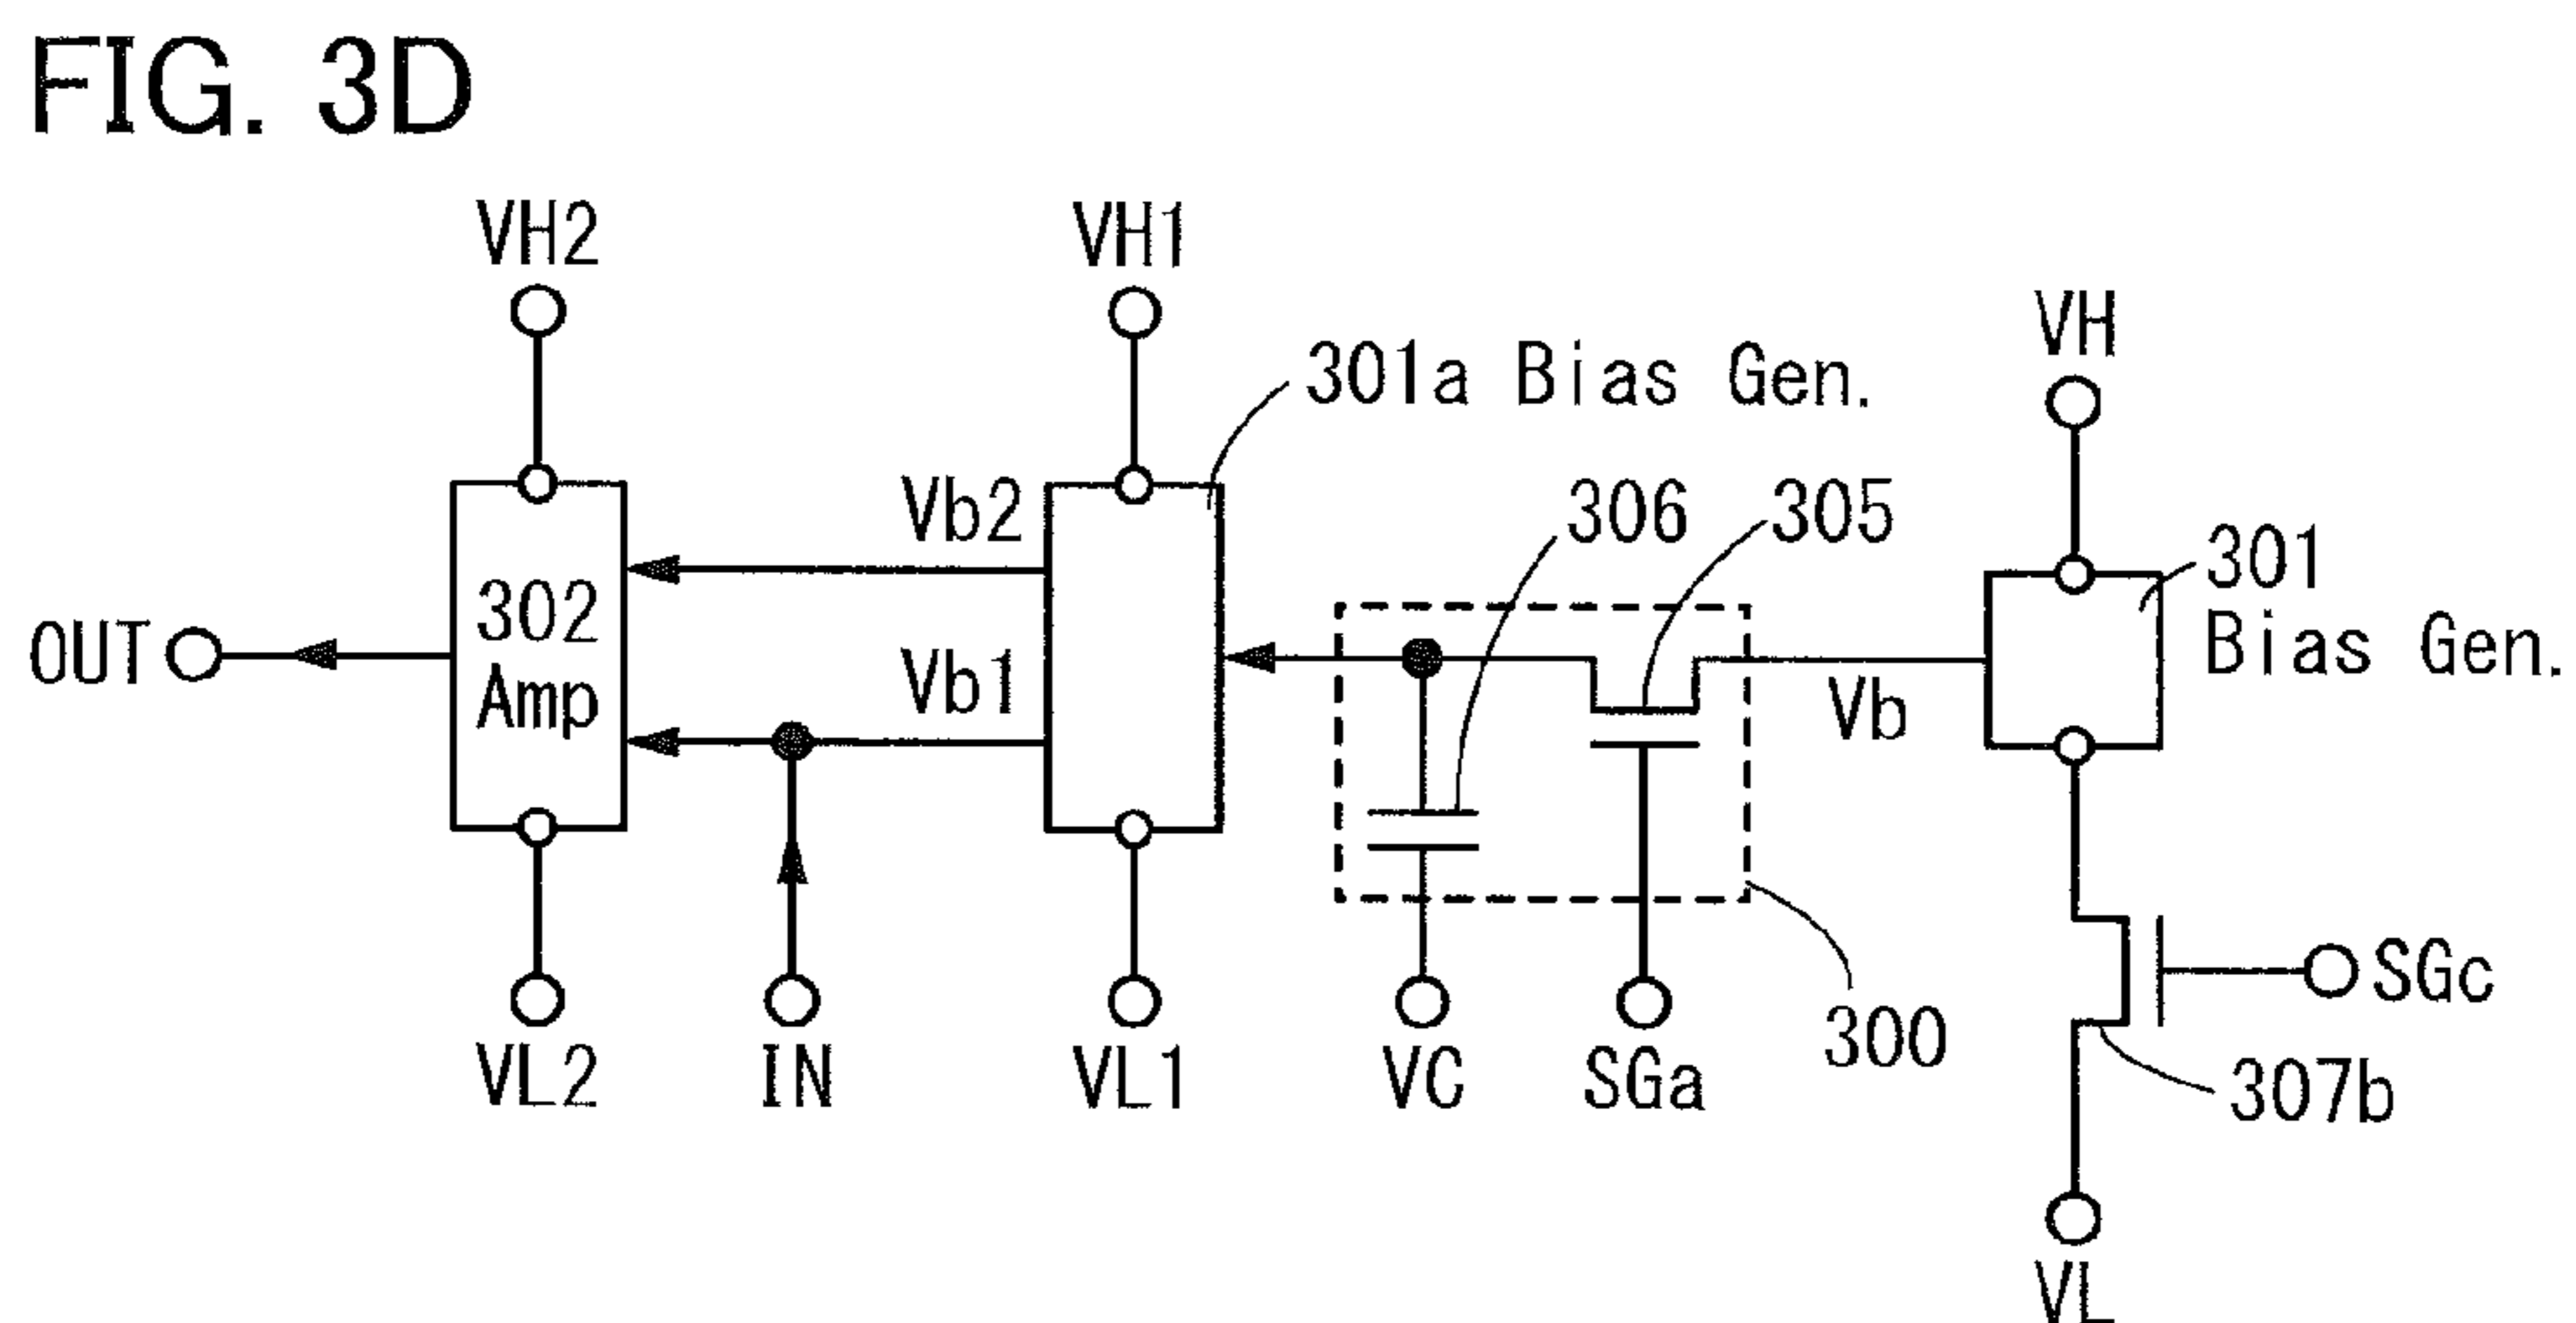 FIG. 3D
VH2
VH1
VH
301a Bias Gen.
Vb2
306
305
301
Bias Gen.
302
Amp
OUT
Vb1
Vb
SGc
300
307b
VL2
IN
VL1
VC
SGa
VL